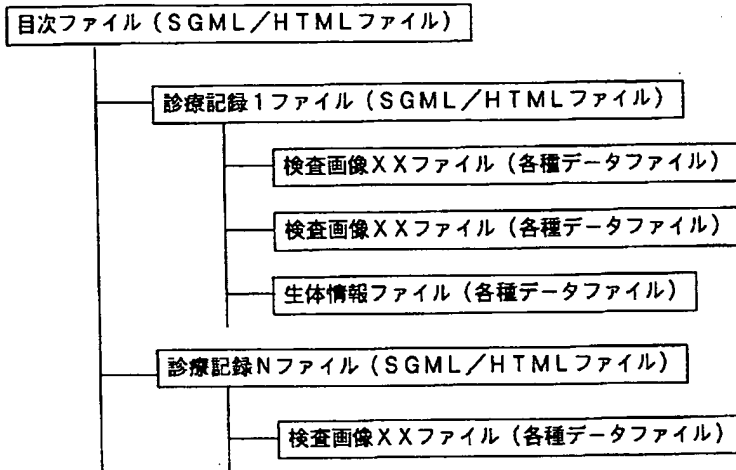 目次ファイル（ＳＧＭＬ／ＨＴＭＬファイル）
診療記録１ファイル（ＳＧＭＬ／ＨＴＭＬファイル）
検査画像ＸＸファイル（各種データファイル）
検査画像ＸＸファイル（各種データファイル）
生体情報ファイル（各種データファイル）
診療記録Ｎファイル（ＳＧＭＬ／ＨＴＭＬファイル）
検査画像ＸＸファイル（各種データファイル）